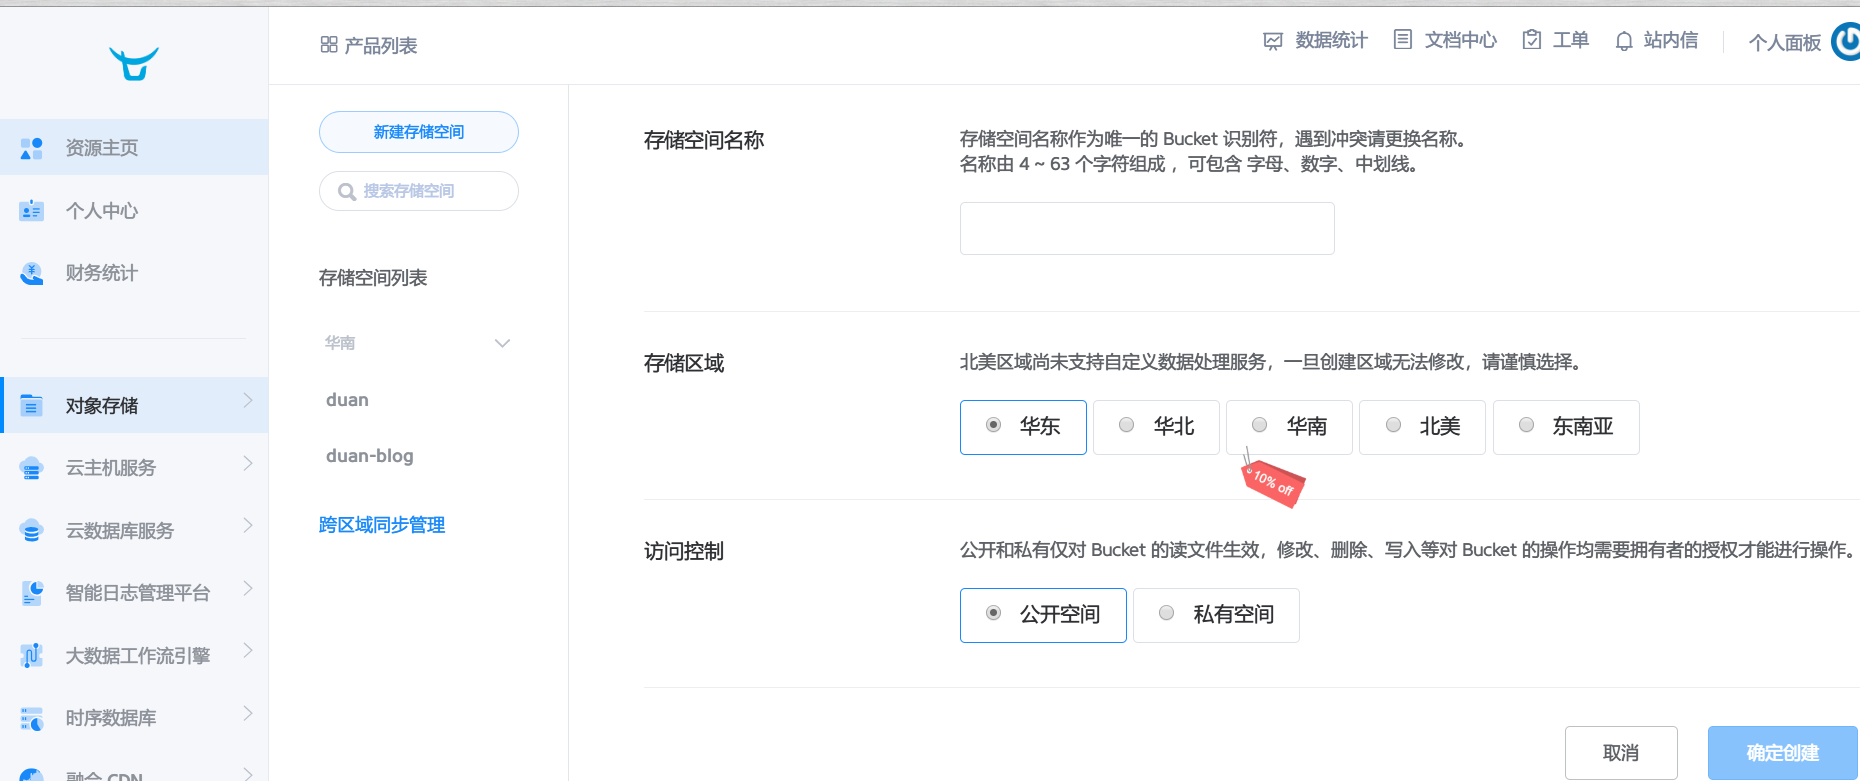 产品列表
数据统计
文档中心
工单
站内信
个人面板
资源主页
个人中心
财务统计
对象存储
云主机服务
云数据库服务
智能日志管理平台
大数据工作流引擎
时序数据库
融合 CDN
新建存储空间
搜索存储空间
存储空间列表
华南
duan
duan-blog
跨区域同步管理
存储空间名称
存储空间名称作为唯一的 Bucket 识别符，遇到冲突请更换名称。
名称由 4 ~ 63 个字符组成 ，可包含 字母、数字、中划线。
存储区域
北美区域尚未支持自定义数据处理服务，一旦创建区域无法修改，请谨慎选择。
华东
华北
华南
北美
东南亚
10% off
访问控制
公开和私有仅对 Bucket 的读文件生效，修改、删除、写入等对 Bucket 的操作均需要拥有者的授权才能进行操作。
公开空间
私有空间
取消
确定创建